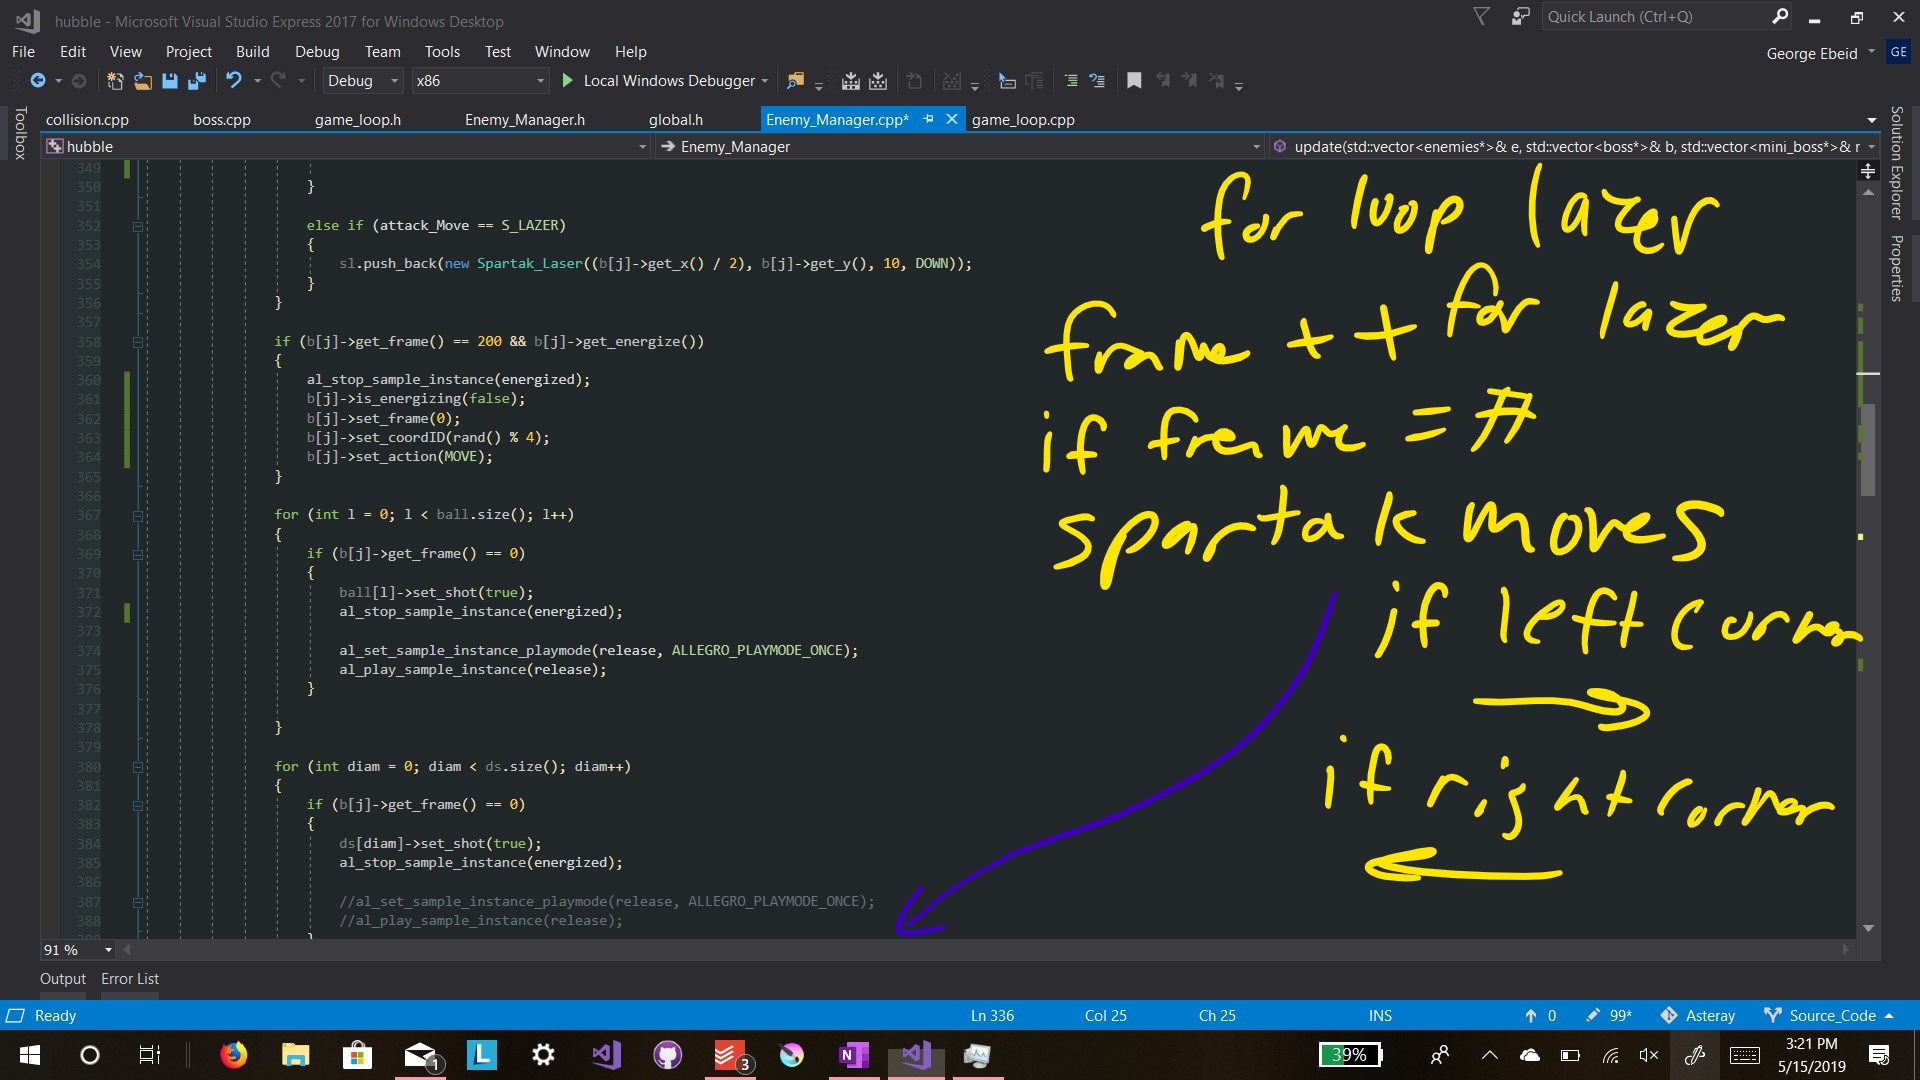 hubble - Microsoft Visual Studio Express 2017 for Windows Desktop
Quick Launch (Ctrl+Q)
File Edit View Project Build Debug Team Tools Test Window Help
George Ebeid GE
Debug x86 Local Windows Debugger
Toolbox
collision.cpp boss.cpp game_loop.h Enemy_Manager.h global.h Enemy_Manager.cpp* game_loop.cpp
hubble Enemy_Manager update(std::vector<enemies*>& e, std::vector<boss*>& b, std::vector<mini_boss*>& r
Solution Explorer
Properties
349
350 }
351
352 else if (attack_Move == S_LAZER)
353 {
354 sl.push_back(new Spartak_Laser((b[j]->get_x() / 2), b[j]->get_y(), 10, DOWN));
355 }
356 }
357
358 if (b[j]->get_frame() == 200 && b[j]->get_energize())
359 {
360 al_stop_sample_instance(energized);
361 b[j]->is_energizing(false);
362 b[j]->set_frame(0);
363 b[j]->set_coordID(rand() % 4);
364 b[j]->set_action(MOVE);
365 }
366
367 for (int l = 0; l < ball.size(); l++)
368 {
369 if (b[j]->get_frame() == 0)
370 {
371 ball[l]->set_shot(true);
372 al_stop_sample_instance(energized);
373
374 al_set_sample_instance_playmode(release, ALLEGRO_PLAYMODE_ONCE);
375 al_play_sample_instance(release);
376 }
377
378 }
379
380 for (int diam = 0; diam < ds.size(); diam++)
381 {
382 if (b[j]->get_frame() == 0)
383 {
384 ds[diam]->set_shot(true);
385 al_stop_sample_instance(energized);
386
387 //al_set_sample_instance_playmode(release, ALLEGRO_PLAYMODE_ONCE);
388 //al_play_sample_instance(release);
389 }
for loop lazer
frame ++ for lazer
if frame = #
spartak moves
if left corner
if right corner
91 %
Output Error List
Ready Ln 336 Col 25 Ch 25 INS 0 99* Asteray Source_Code
1 L 3 N 39% 3:21 PM
5/15/2019